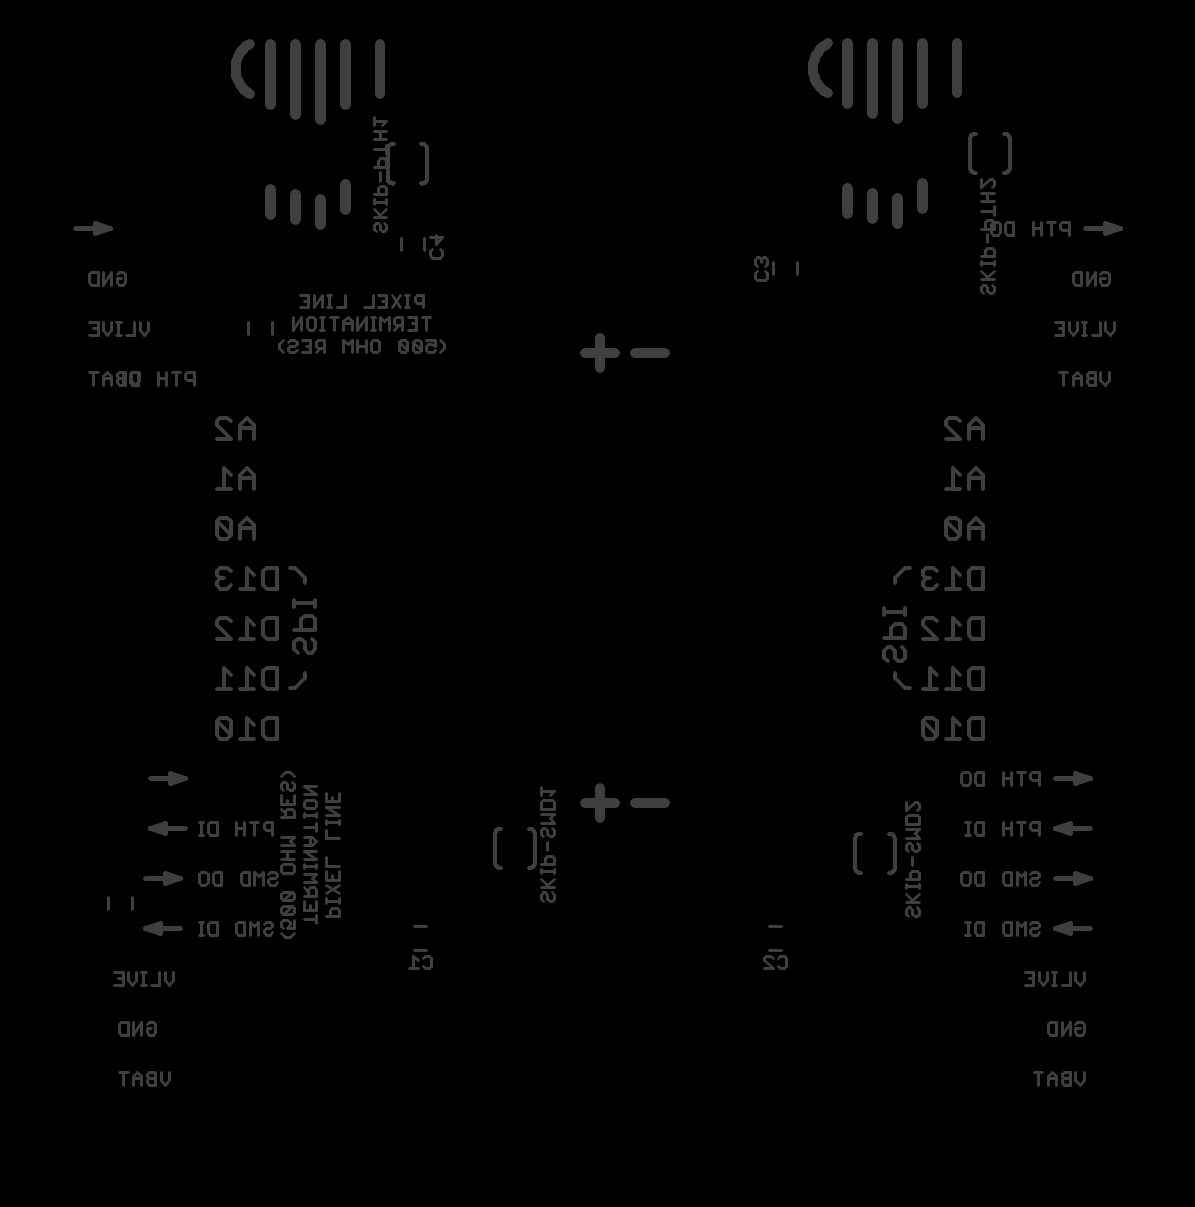 SKIP-PTH1
C4
SKIP-PTH2
PTH DO
C3
GND
GND
PIXEL LINE
TERMINATION
(500 OHM RES)
VLIVE
VLIVE
PTH
VBAT
A2
A2
A1
A1
A0
A0
D13
D13
SPI
SPI
D12
D12
D11
D11
D10
D10
PIXEL LINE
TERMINATION
(500 OHM RES)
SKIP-SMD1
SKIP-SMD2
PTH DO
PTH DI
PTH DI
SMD DO
SMD DO
SMD DI
SMD DI
C1
C2
VLIVE
VLIVE
GND
GND
VBAT
VBAT